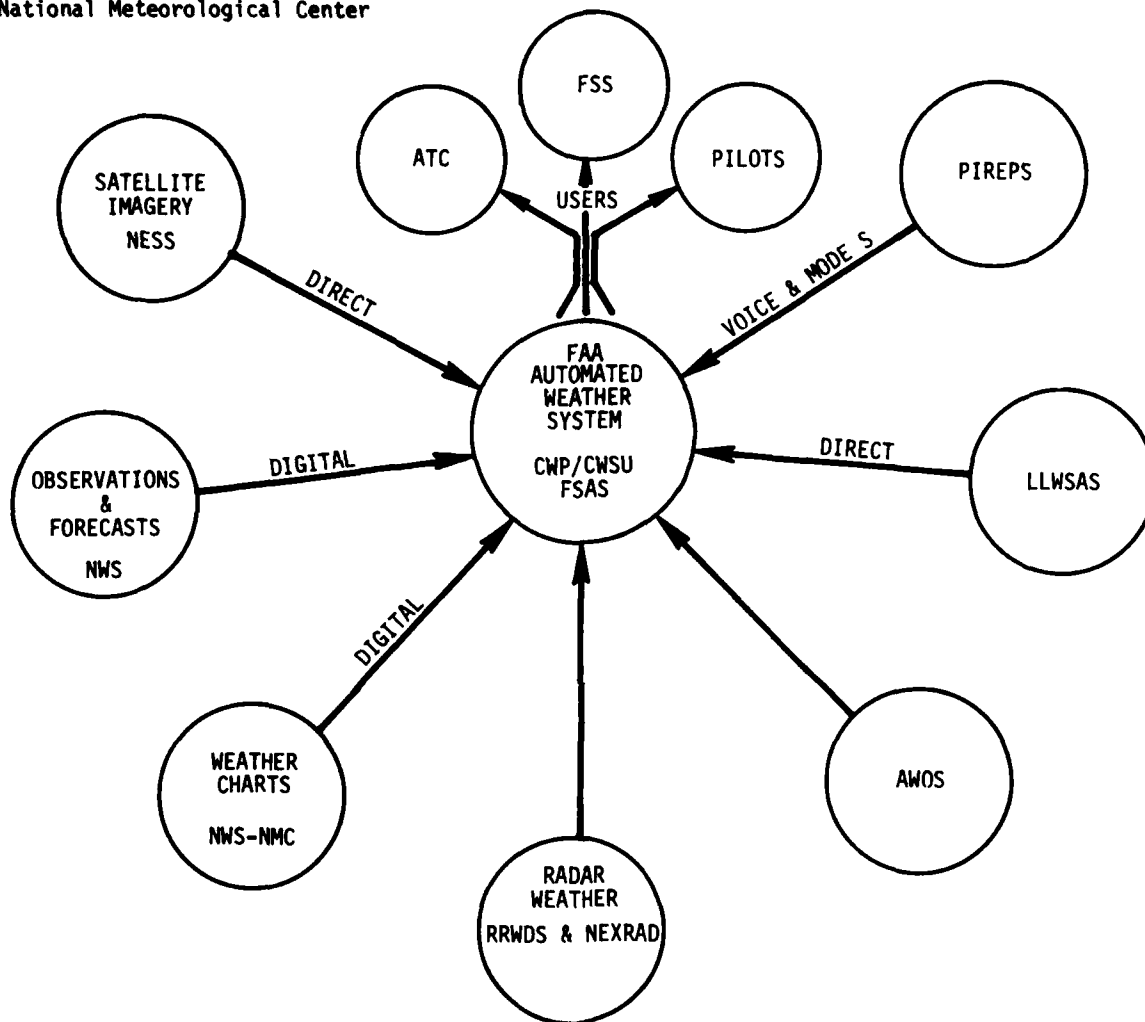 National Meteorological Center
FSS
ATC
PILOTS
USERS
SATELLITE
IMAGERY
NESS
PIREPS
DIRECT
VOICE & MODE S
FAA
AUTOMATED
WEATHER
SYSTEM
CWP/CWSU
FSAS
OBSERVATIONS
&
FORECASTS
NWS
DIGITAL
DIRECT
LLWSAS
DIGITAL
WEATHER
CHARTS
NWS-NMC
AWOS
RADAR
WEATHER
RRWDS & NEXRAD